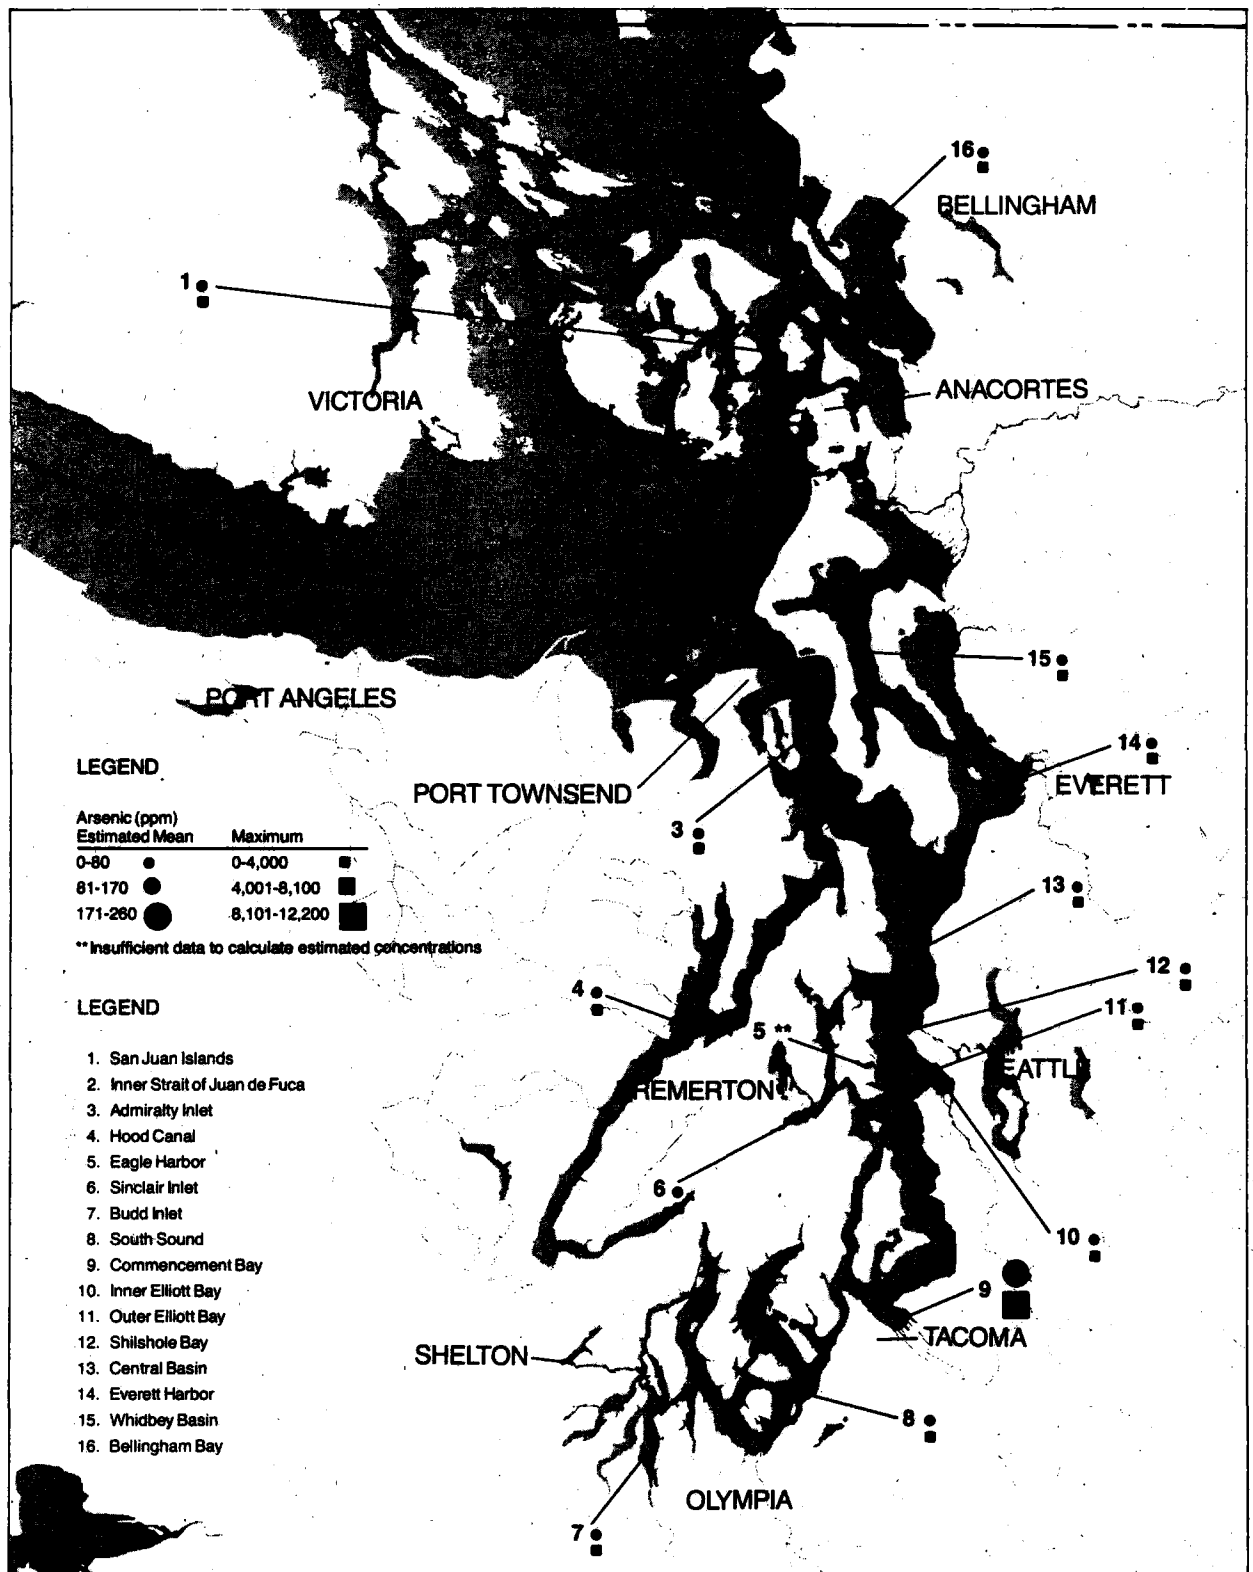 16
BELLINGHAM
1
VICTORIA
ANACORTES
15
PORT ANGELES
14
EVERETT
PORT TOWNSEND
3
LEGEND
Arsenic (ppm)
Estimated Mean Maximum
0-80 0-4,000
81-170 4,001-8,100
171-260 8,101-12,200
**Insufficient data to calculate estimated concentrations
13
12
11
4
5 **
EATTLE
REMERTON
LEGEND
1. San Juan Islands
2. Inner Strait of Juan de Fuca
3. Admiralty Inlet
4. Hood Canal
5. Eagle Harbor
6. Sinclair Inlet
7. Budd Inlet
8. South Sound
9. Commencement Bay
10. Inner Elliott Bay
11. Outer Elliott Bay
12. Shilshole Bay
13. Central Basin
14. Everett Harbor
15. Whidbey Basin
16. Bellingham Bay
6
10
9
TACOMA
SHELTON
8
OLYMPIA
7